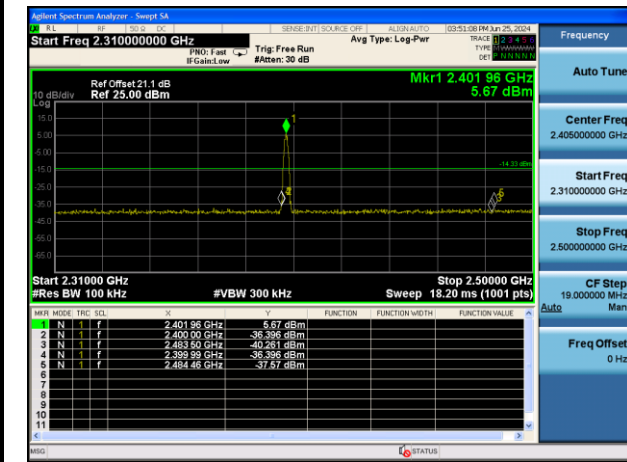 Agilent Spectrum Analyzer - Swept SA
RL RF 50 Ω DC SENSE:INT SOURCE OFF ALIGN AUTO 03:51:08 PM Jun 25, 2024
Start Freq 2.310000000 GHz
PNO: Fast
IFGain:Low
Trig: Free Run
#Atten: 30 dB
Avg Type: Log-Pwr
TRACE 1 2 3 4 5 6
TYPE
DET P N N N N N
Ref Offset 21.1 dB
10 dB/div Ref 25.00 dBm
Log
Mkr1 2.401 96 GHz
5.67 dBm
15.0
5.00
-5.00
-15.0
-25.0
-35.0
-45.0
-55.0
-65.0
1
-14.33 dBm
Start 2.31000 GHz Stop 2.50000 GHz
#Res BW 100 kHz #VBW 300 kHz Sweep 18.20 ms (1001 pts)
MKR MODE TRC SCL X Y FUNCTION FUNCTION WIDTH FUNCTION VALUE
1 N 1 f 2.401 96 GHz 5.67 dBm
2 N 1 f 2.400 00 GHz -36.396 dBm
3 N 1 f 2.483 50 GHz -40.261 dBm
4 N 1 f 2.399 99 GHz -36.396 dBm
5 N 1 f 2.484 46 GHz -37.57 dBm
6
7
8
9
10
11
MSG STATUS
Frequency
Auto Tune
Center Freq
2.405000000 GHz
Start Freq
2.310000000 GHz
Stop Freq
2.500000000 GHz
CF Step
19.000000 MHz
Auto Man
Freq Offset
0 Hz